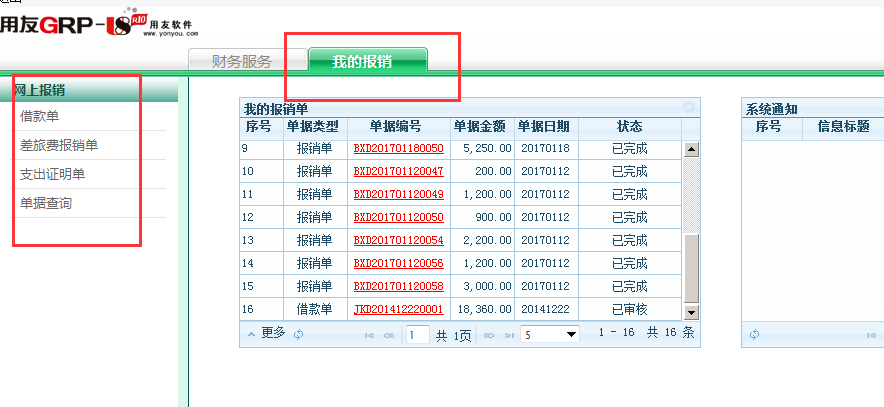 用友GRP-U8 R10 用友软件
www.yonyou.com
财务服务 我的报销
网上报销
借款单
差旅费报销单
支出证明单
单据查询
我的报销单
序号 单据类型 单据编号 单据金额 单据日期 状态
9 报销单 BXD201701180050 5,250.00 20170118 已完成
10 报销单 BXD201701120047 200.00 20170112 已完成
11 报销单 BXD201701120049 1,200.00 20170112 已完成
12 报销单 BXD201701120050 900.00 20170112 已完成
13 报销单 BXD201701120054 2,200.00 20170112 已完成
14 报销单 BXD201701120056 1,200.00 20170112 已完成
15 报销单 BXD201701120058 3,000.00 20170112 已完成
16 借款单 JKD201412220001 18,360.00 20141222 已审核
更多 1 共 1页 5 1 - 16 共 16 条
系统通知
序号 信息标题